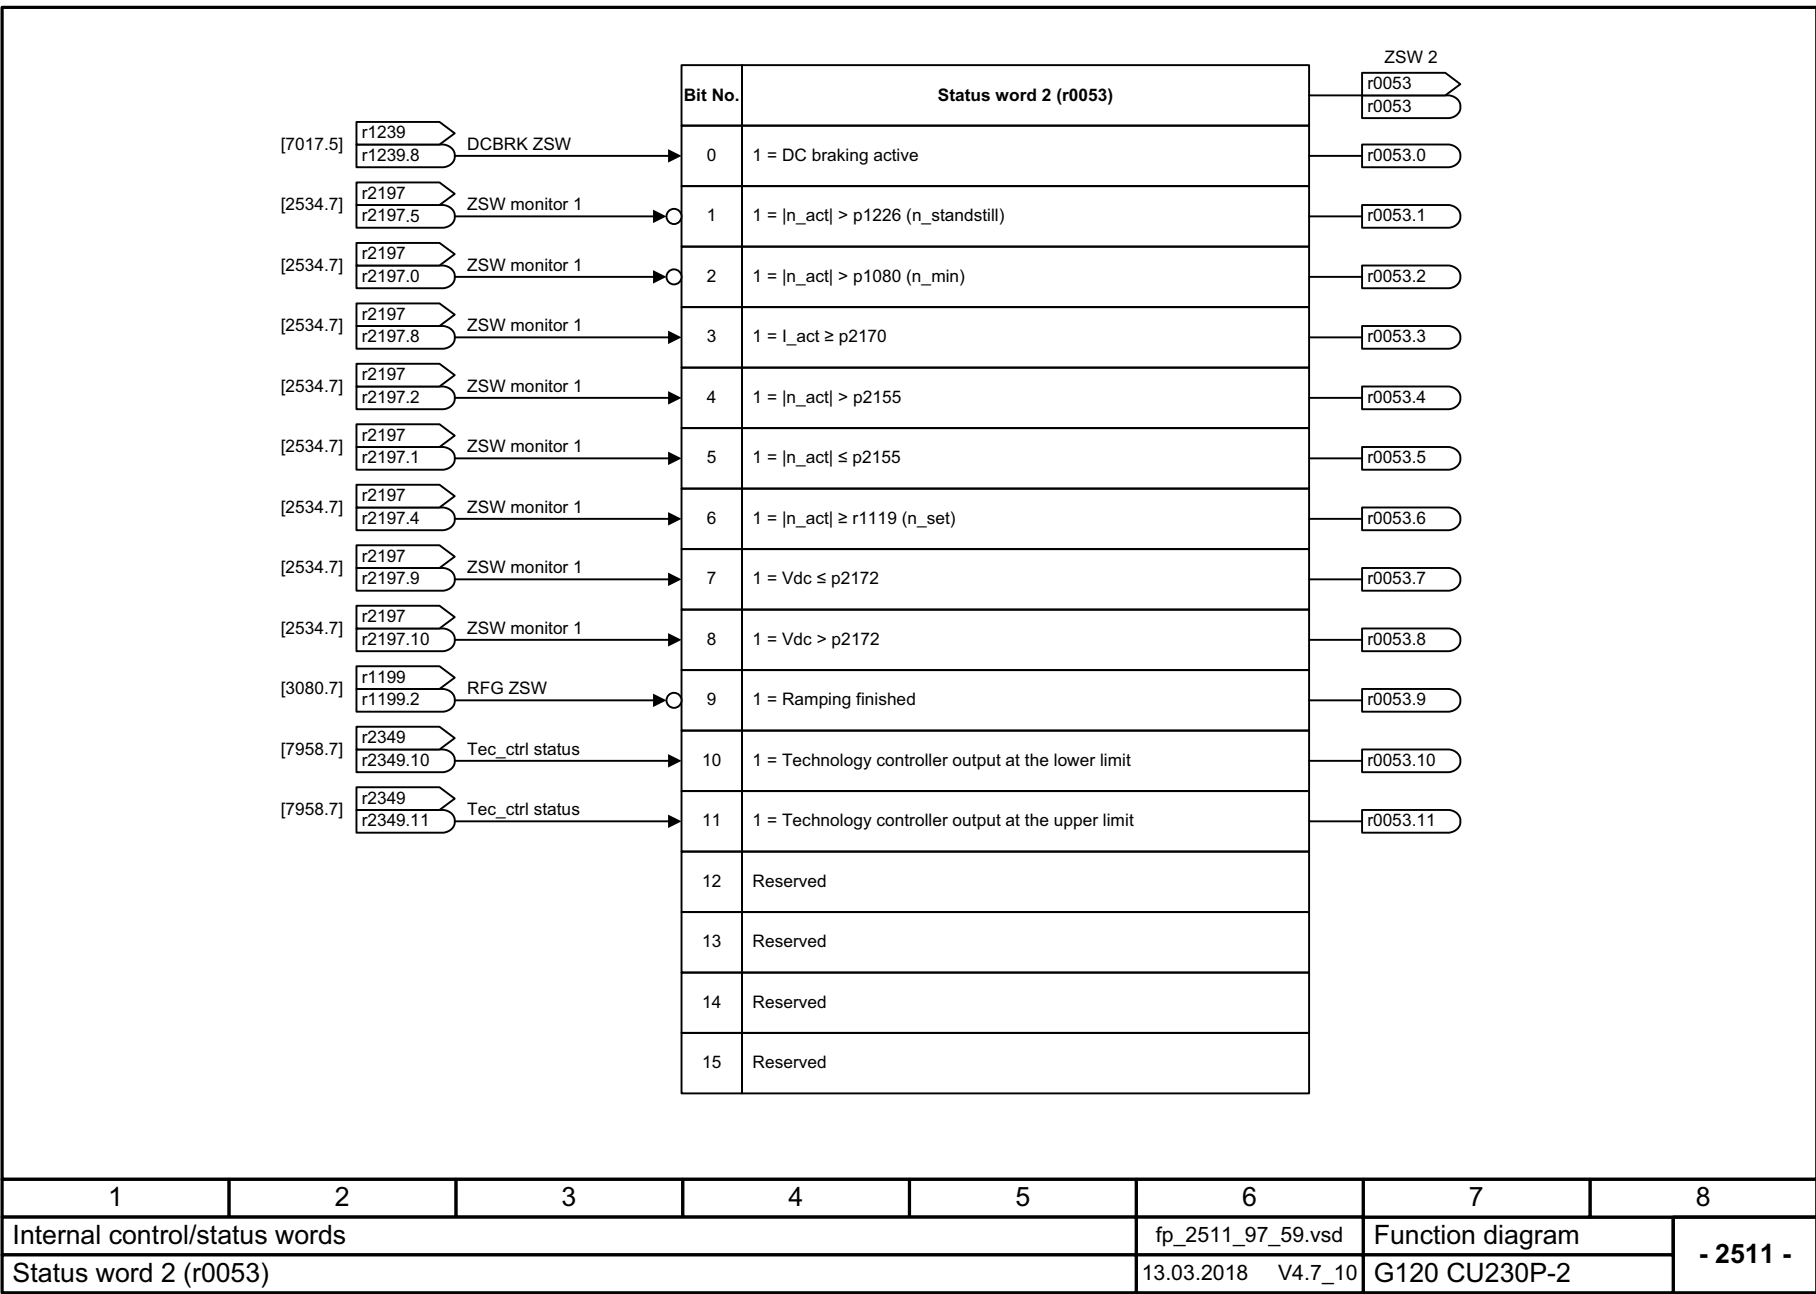 ZSW 2
r0053
r0053
Bit No. Status word 2 (r0053)
[7017.5] r1239
r1239.8 DCBRK ZSW 0 1 = DC braking active r0053.0
[2534.7] r2197
r2197.5 ZSW monitor 1 1 1 = |n_act| > p1226 (n_standstill) r0053.1
[2534.7] r2197
r2197.0 ZSW monitor 1 2 1 = |n_act| > p1080 (n_min) r0053.2
[2534.7] r2197
r2197.8 ZSW monitor 1 3 1 = I_act ≥ p2170 r0053.3
[2534.7] r2197
r2197.2 ZSW monitor 1 4 1 = |n_act| > p2155 r0053.4
[2534.7] r2197
r2197.1 ZSW monitor 1 5 1 = |n_act| ≤ p2155 r0053.5
[2534.7] r2197
r2197.4 ZSW monitor 1 6 1 = |n_act| ≥ r1119 (n_set) r0053.6
[2534.7] r2197
r2197.9 ZSW monitor 1 7 1 = Vdc ≤ p2172 r0053.7
[2534.7] r2197
r2197.10 ZSW monitor 1 8 1 = Vdc > p2172 r0053.8
[3080.7] r1199
r1199.2 RFG ZSW 9 1 = Ramping finished r0053.9
[7958.7] r2349
r2349.10 Tec_ctrl status 10 1 = Technology controller output at the lower limit r0053.10
[7958.7] r2349
r2349.11 Tec_ctrl status 11 1 = Technology controller output at the upper limit r0053.11
12 Reserved
13 Reserved
14 Reserved
15 Reserved
1 2 3 4 5 6 7 8
Internal control/status words fp_2511_97_59.vsd Function diagram - 2511 -
Status word 2 (r0053) 13.03.2018 V4.7_10 G120 CU230P-2